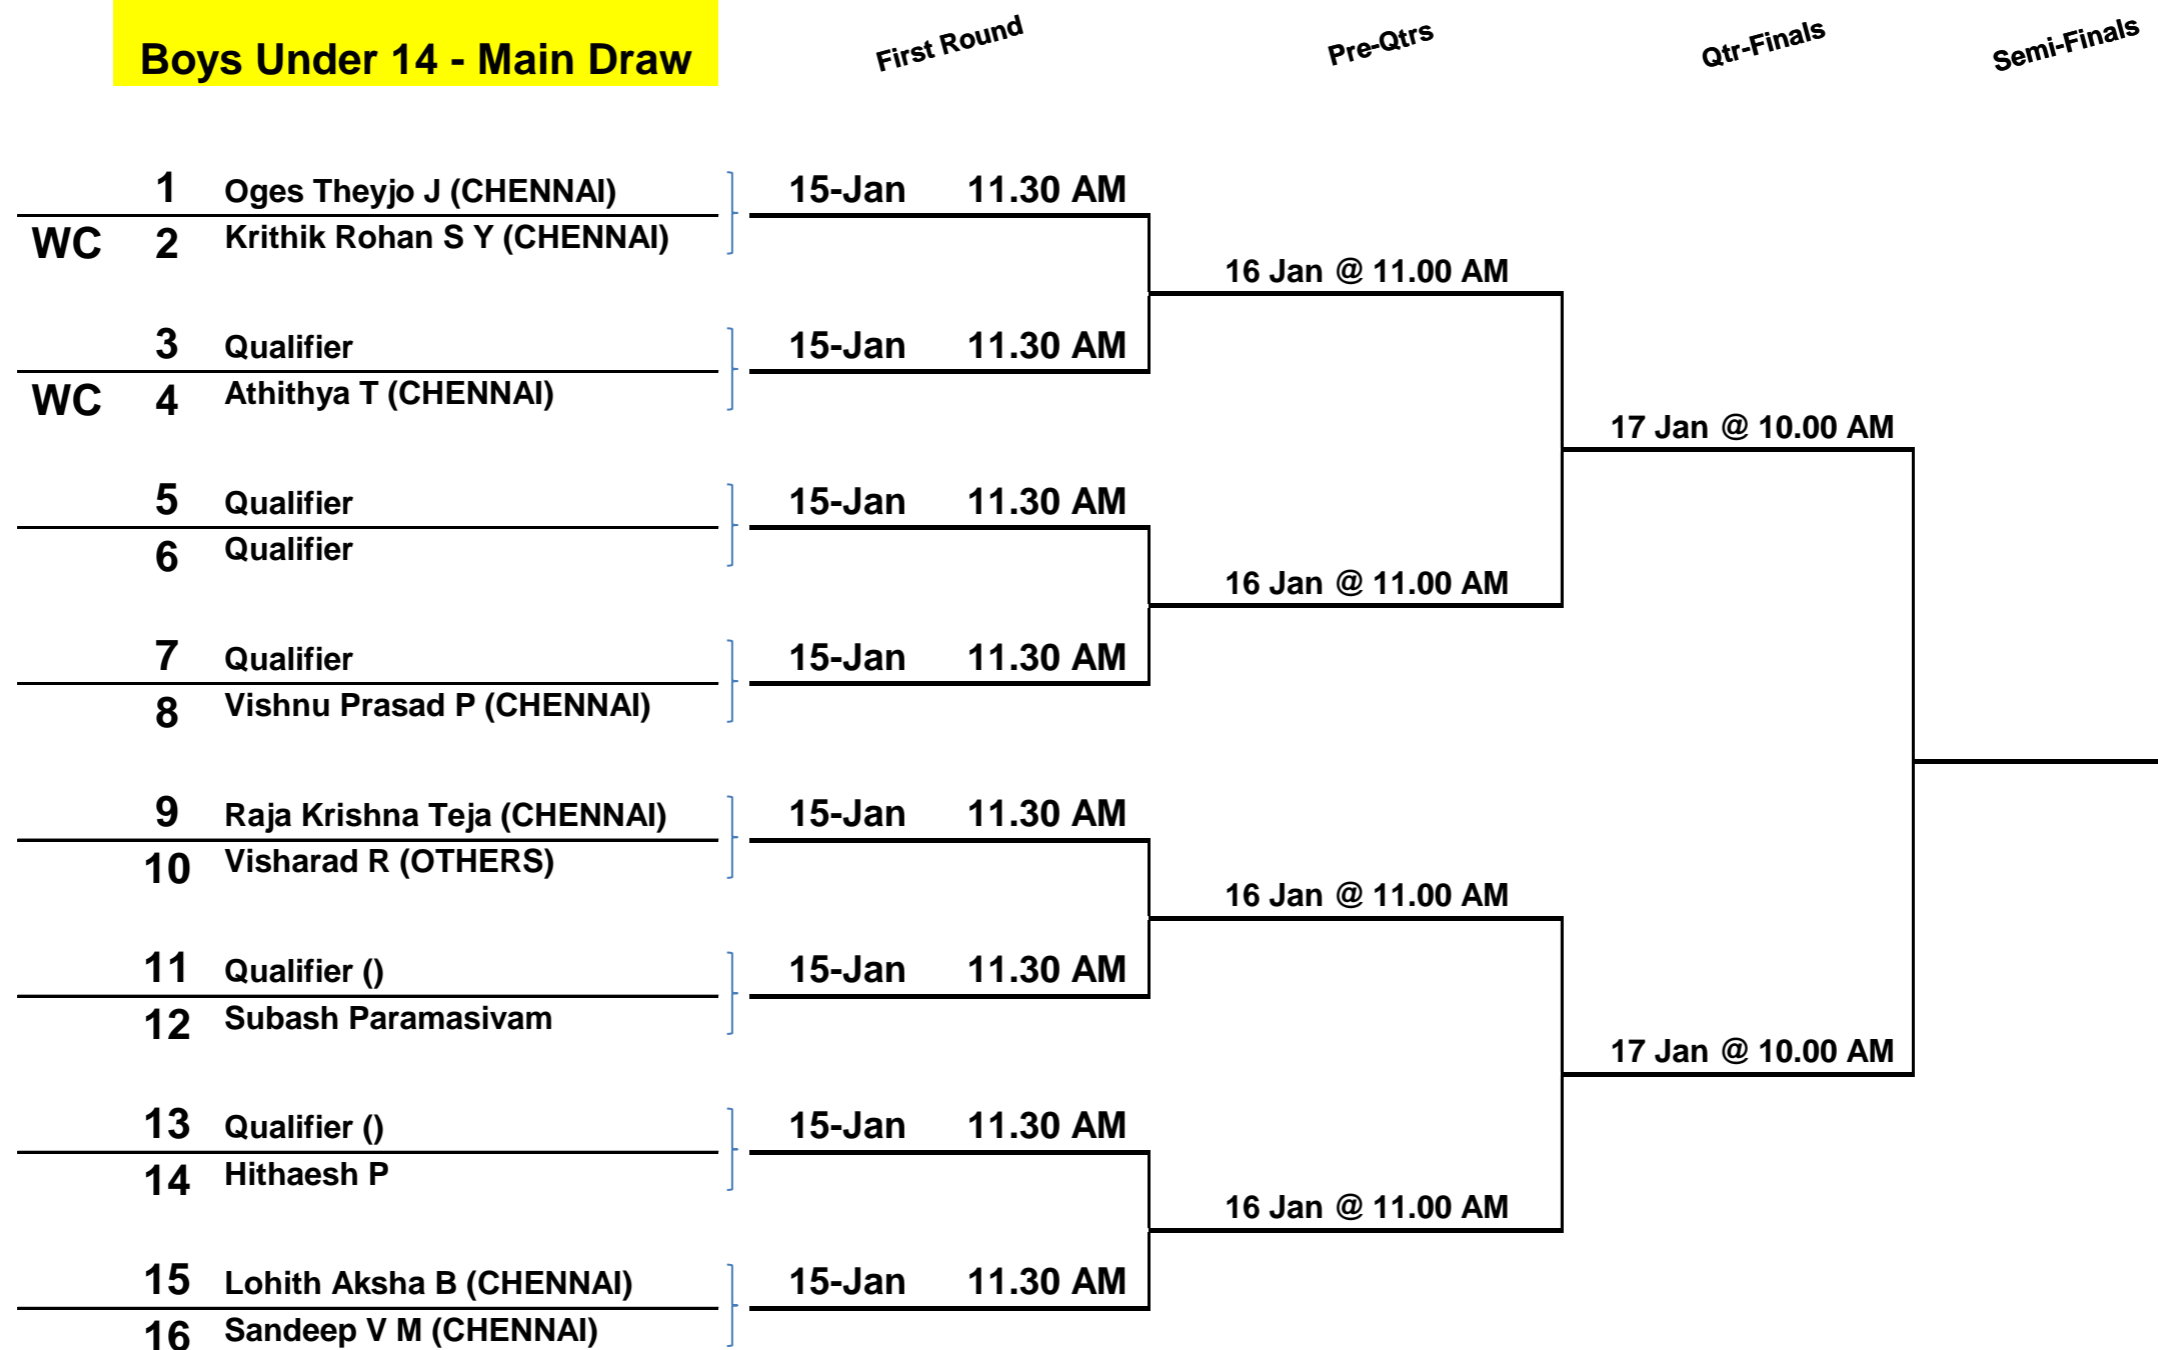 Boys Under 14 - Main Draw First Round Pre-Qtrs Qtr-Finals Semi-Finals
1 Oges Theyjo J (CHENNAI) 15-Jan 11.30 AM
WC 2 Krithik Rohan S Y (CHENNAI)
16 Jan @ 11.00 AM
3 Qualifier 15-Jan 11.30 AM
WC 4 Athithya T (CHENNAI)
17 Jan @ 10.00 AM
5 Qualifier 15-Jan 11.30 AM
6 Qualifier
16 Jan @ 11.00 AM
7 Qualifier 15-Jan 11.30 AM
8 Vishnu Prasad P (CHENNAI)
9 Raja Krishna Teja (CHENNAI) 15-Jan 11.30 AM
10 Visharad R (OTHERS)
16 Jan @ 11.00 AM
11 Qualifier () 15-Jan 11.30 AM
12 Subash Paramasivam
17 Jan @ 10.00 AM
13 Qualifier () 15-Jan 11.30 AM
14 Hithaesh P
16 Jan @ 11.00 AM
15 Lohith Aksha B (CHENNAI) 15-Jan 11.30 AM
16 Sandeep V M (CHENNAI)